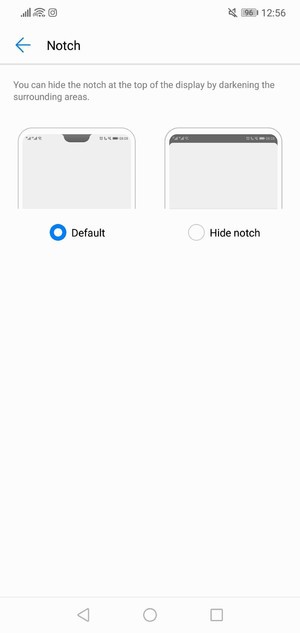 96 12:56
Notch
You can hide the notch at the top of the display by darkening the
surrounding areas.
Default
Hide notch